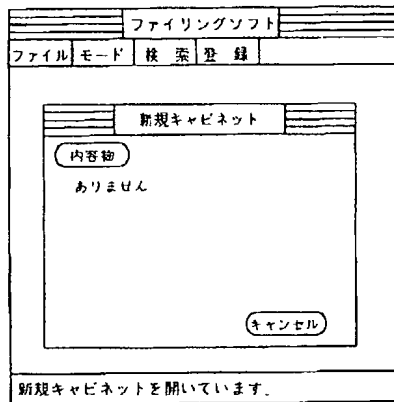 ファイリングソフト
ファイル モード 検索 登録
新規キャビネット
内容物
ありません
キャンセル
新規キャビネットを開いています.